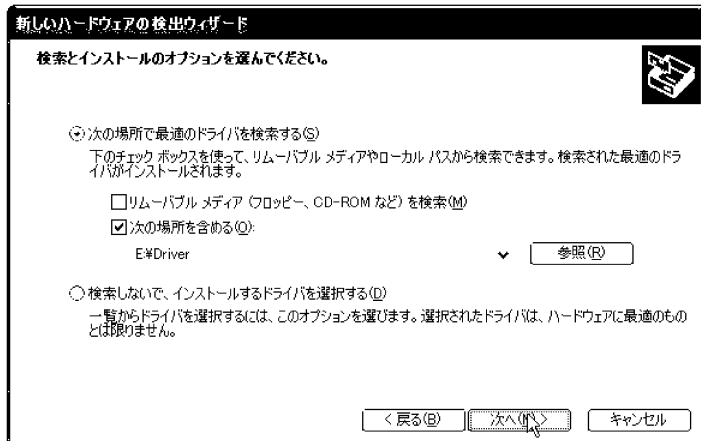 新しいハードウェアの検出ウィザード
検索とインストールのオプションを選んでください。
次の場所で最適のドライバを検索する(S)
下のチェック ボックスを使って、リムーバブル メディアやローカル パスから検索できます。検索された最適のドラ
イバがインストールされます。
リムーバブル メディア (フロッピー、CD-ROM など) を検索(M)
次の場所を含める(O):
E:¥Driver
参照(R)
検索しないで、インストールするドライバを選択する(D)
一覧からドライバを選択するには、このオプションを選びます。選択されたドライバは、ハードウェアに最適のもの
とは限りません。
< 戻る(B) 次へ(N) > キャンセル